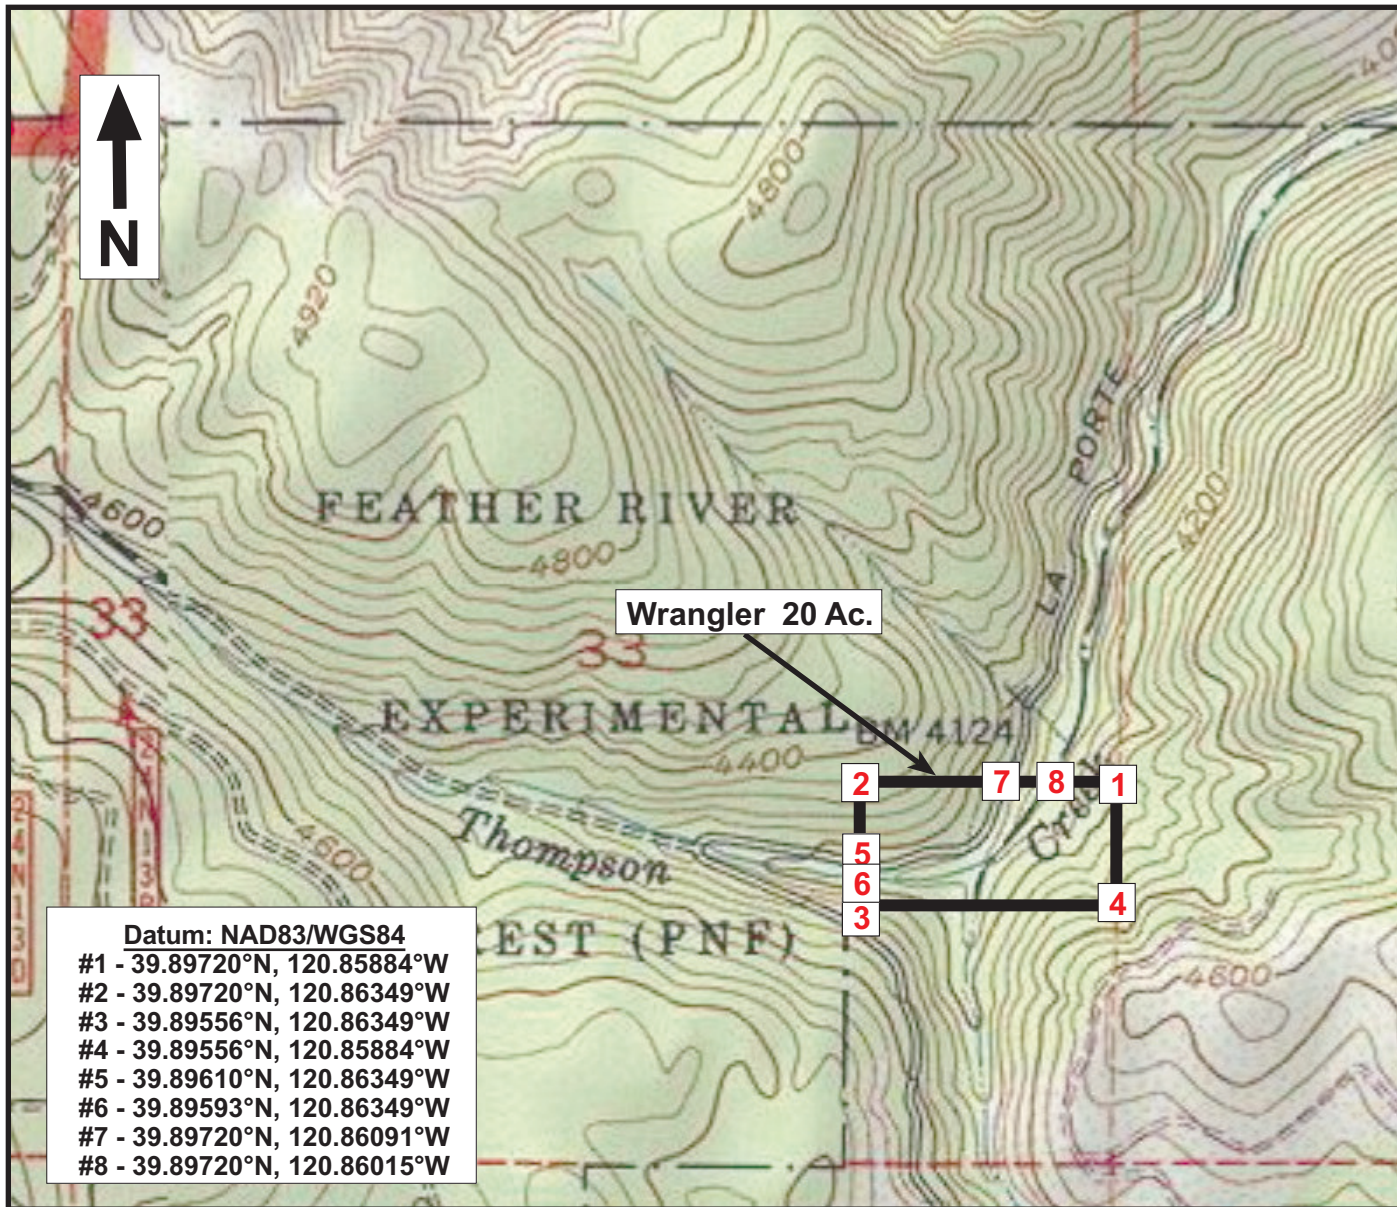 400
4800
N
4920
PORTE
4600
FEATHER RIVER
4200
4800
LA
33
Wrangler 20 Ac.
33
EXPERIMENTAL
BM 4124
4400
2 7 8 1
Creek
Thompson
4600
5
6
3
4
EST (PNF)
4600
Datum: NAD83/WGS84
#1 - 39.89720°N, 120.85884°W
#2 - 39.89720°N, 120.86349°W
#3 - 39.89556°N, 120.86349°W
#4 - 39.89556°N, 120.85884°W
#5 - 39.89610°N, 120.86349°W
#6 - 39.89593°N, 120.86349°W
#7 - 39.89720°N, 120.86091°W
#8 - 39.89720°N, 120.86015°W